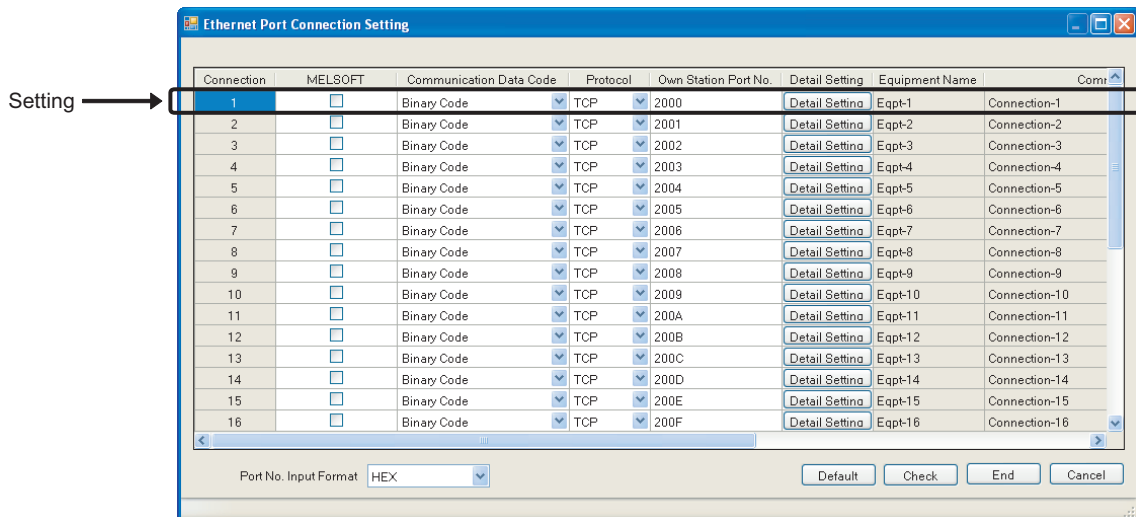 Ethernet Port Connection Setting
Connection MELSOFT Communication Data Code Protocol Own Station Port No. Detail Setting Equipment Name
Setting 1 Binary Code TCP 2000 Detail Setting Eqpt-1 Connection-1
2 Binary Code TCP 2001 Detail Setting Eqpt-2 Connection-2
3 Binary Code TCP 2002 Detail Setting Eqpt-3 Connection-3
4 Binary Code TCP 2003 Detail Setting Eqpt-4 Connection-4
5 Binary Code TCP 2004 Detail Setting Eqpt-5 Connection-5
6 Binary Code TCP 2005 Detail Setting Eqpt-6 Connection-6
7 Binary Code TCP 2006 Detail Setting Eqpt-7 Connection-7
8 Binary Code TCP 2007 Detail Setting Eqpt-8 Connection-8
9 Binary Code TCP 2008 Detail Setting Eqpt-9 Connection-9
10 Binary Code TCP 2009 Detail Setting Eqpt-10 Connection-10
11 Binary Code TCP 200A Detail Setting Eqpt-11 Connection-11
12 Binary Code TCP 200B Detail Setting Eqpt-12 Connection-12
13 Binary Code TCP 200C Detail Setting Eqpt-13 Connection-13
14 Binary Code TCP 200D Detail Setting Eqpt-14 Connection-14
15 Binary Code TCP 200E Detail Setting Eqpt-15 Connection-15
16 Binary Code TCP 200F Detail Setting Eqpt-16 Connection-16
Port No. Input Format HEX Default Check End Cancel